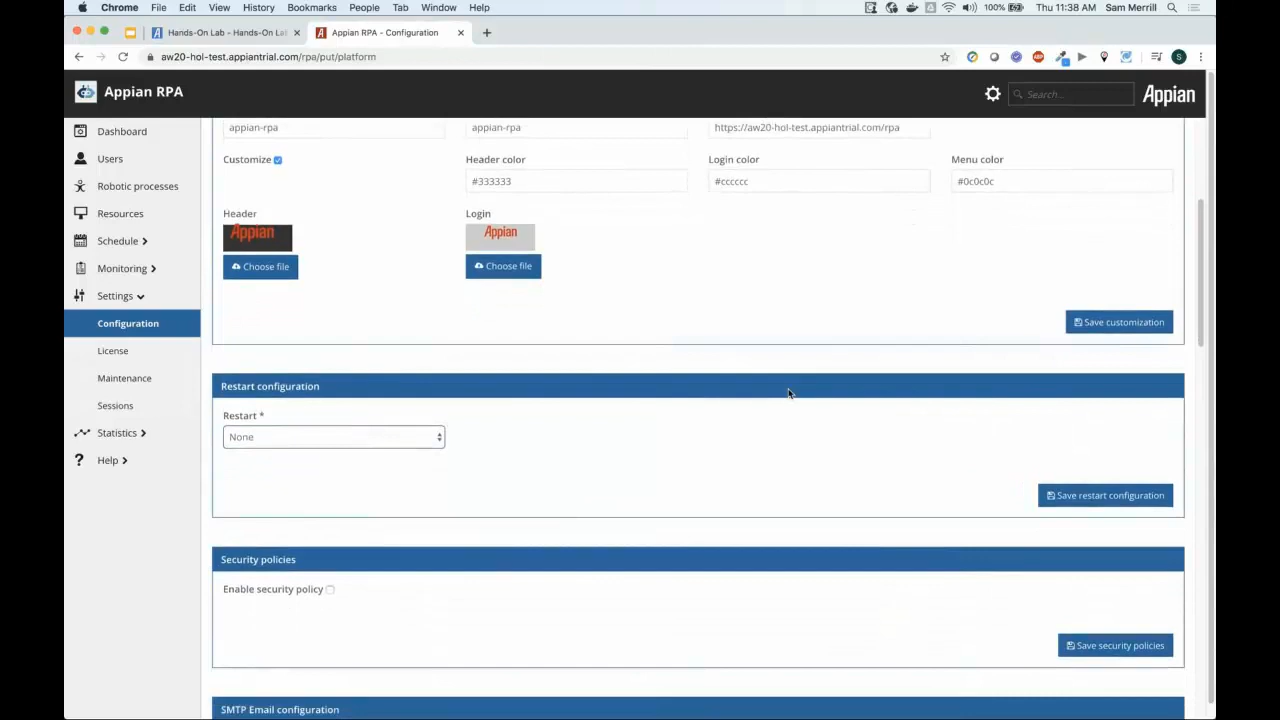 Chrome File Edit View History Bookmarks People Tab Window Help 100% Thu 11:38 AM Sam Merrill
Hands-On Lab - Hands-On La
Appian RPA - Configuration
aw20-hol-test.appiantrial.com/rpa/put/platform
S
Appian RPA
Search...
Appian
Dashboard
Users
Robotic processes
Resources
Schedule
Monitoring
Settings
Configuration
License
Maintenance
Sessions
Statistics
Help
appian-rpa
appian-rpa
https://aw20-hol-test.appiantrial.com/rpa
Customize
Header color
Login color
Menu color
#333333
#cccccc
#0c0c0c
Header
Login
Appian
Appian
Choose file
Choose file
Save customization
Restart configuration
Restart *
None
Save restart configuration
Security policies
Enable security policy
Save security policies
SMTP Email configuration